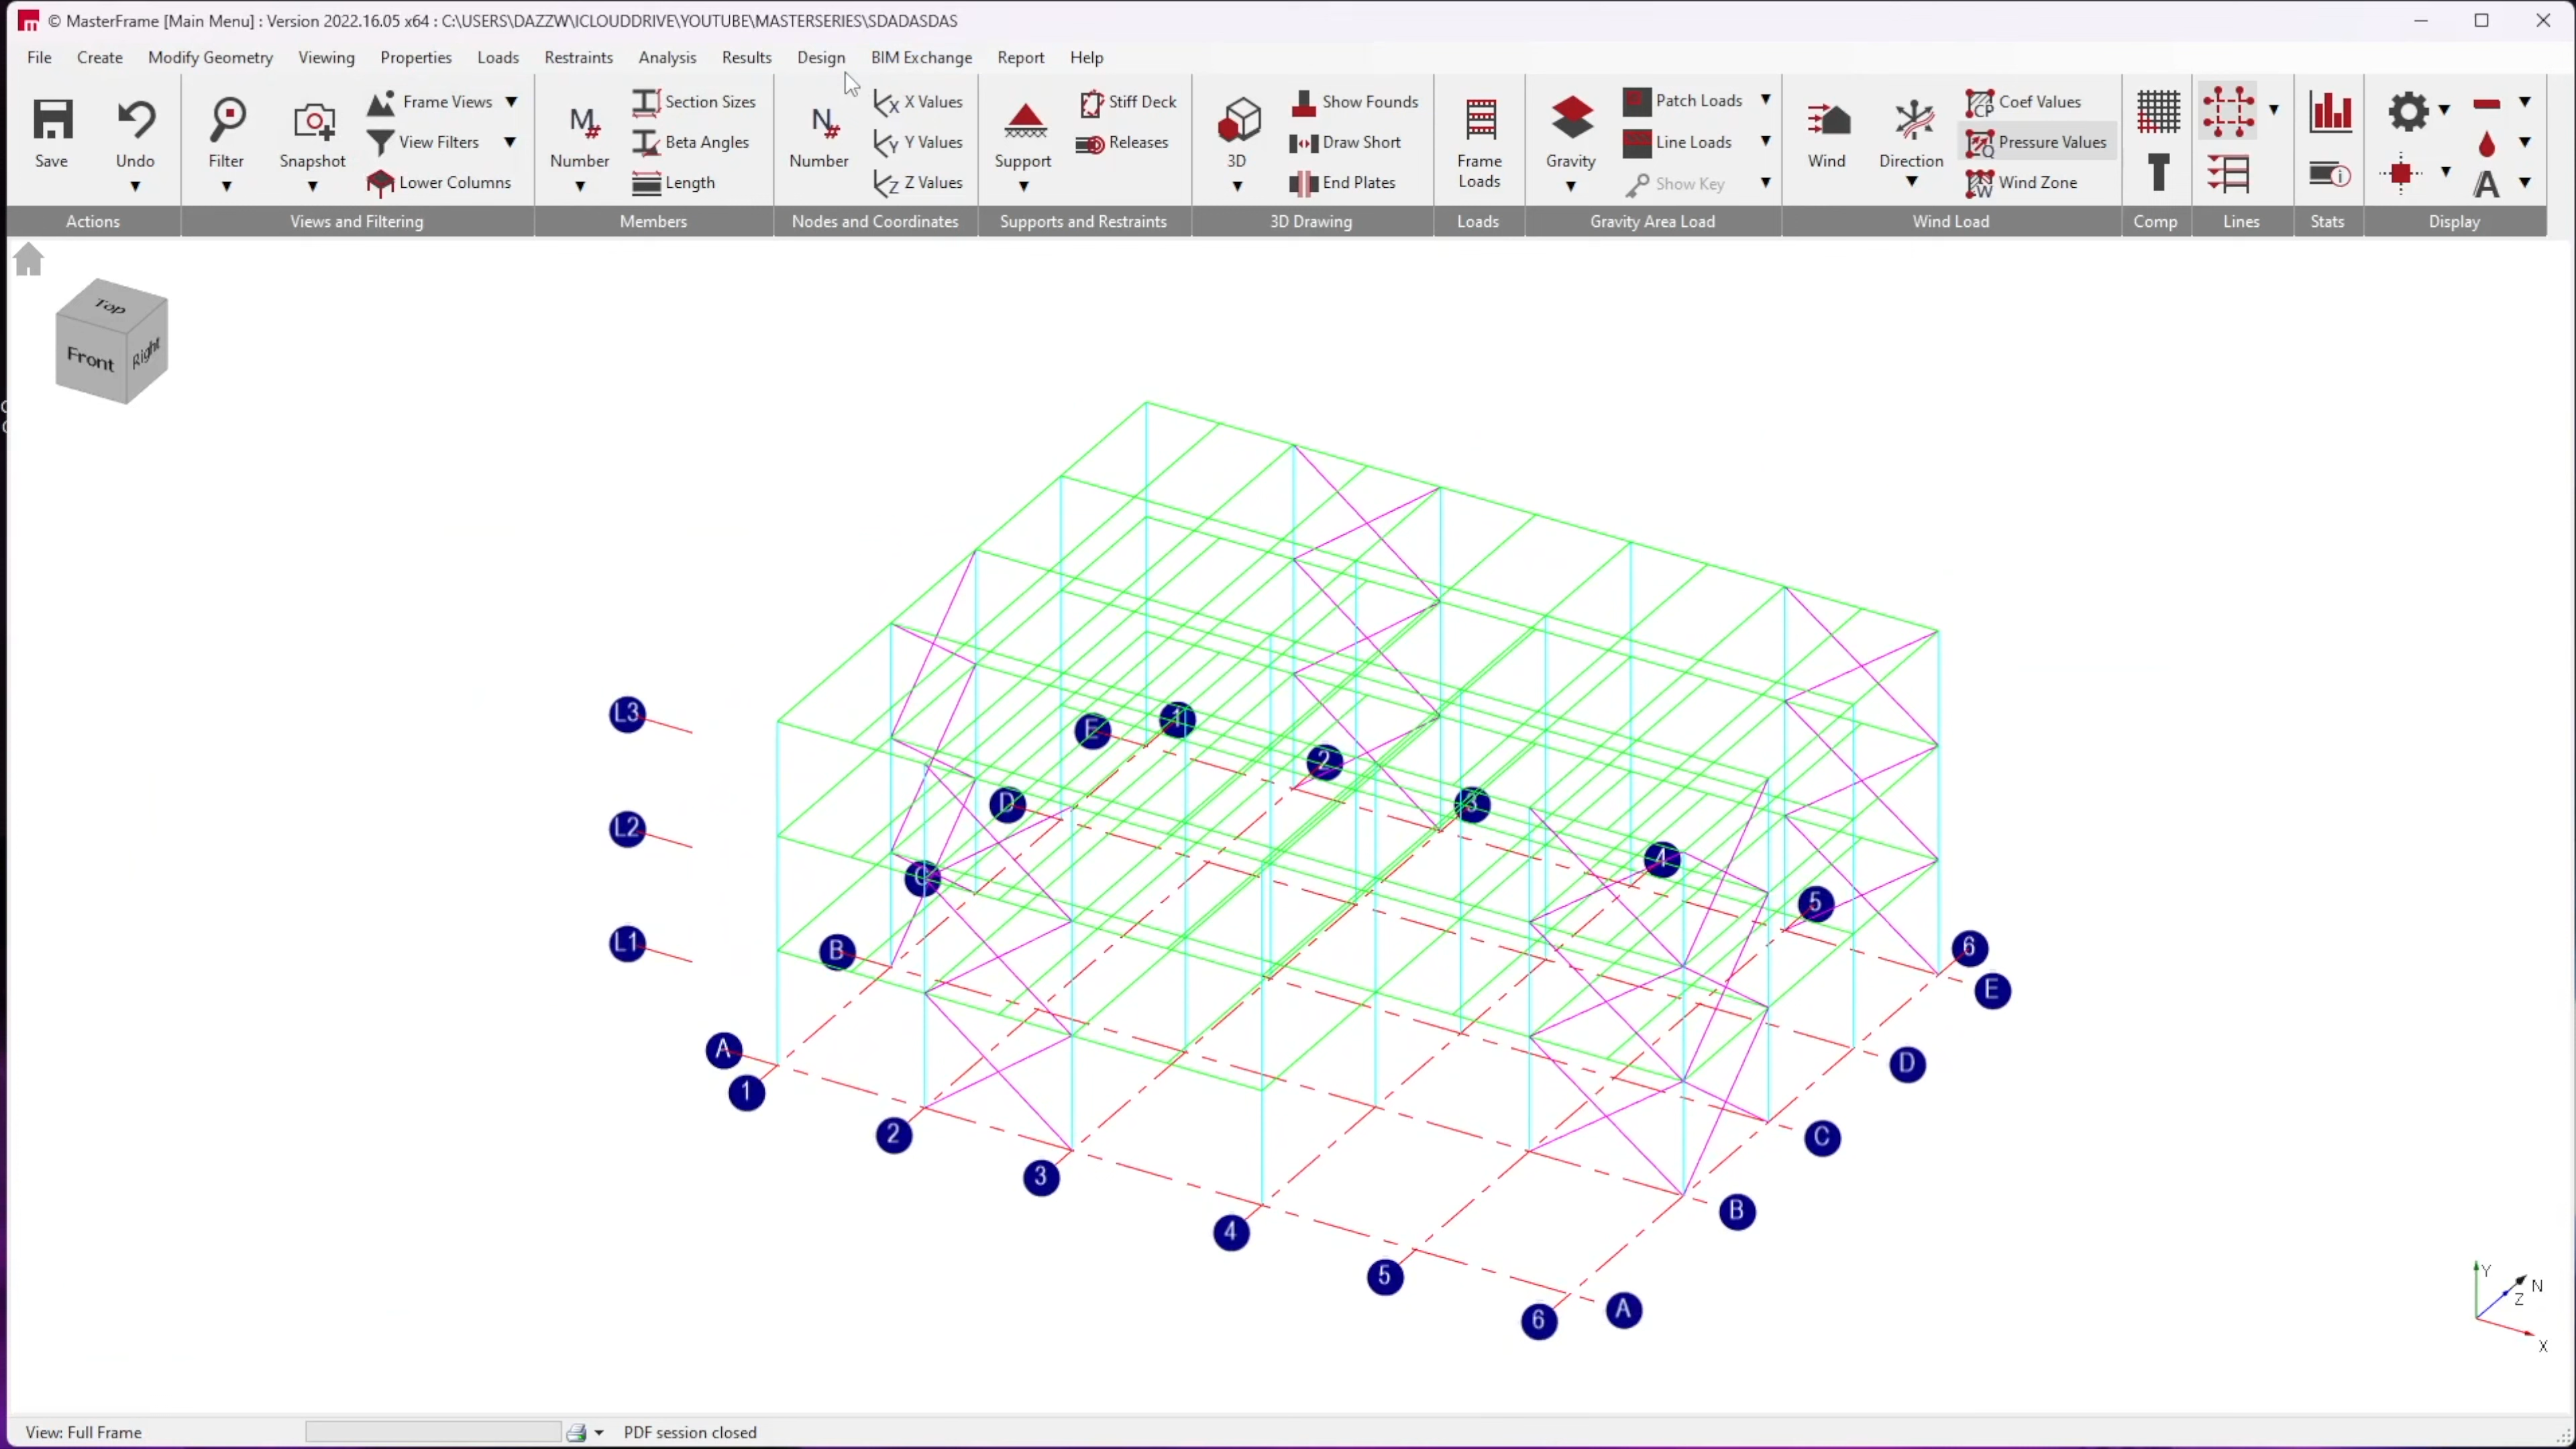 © MasterFrame [Main Menu] : Version 2022.16.05 x64 : C:\USERS\DAZZW\ICLOUDDRIVE\YOUTUBE\MASTERSERIES\SDADASDAS
File Create Modify Geometry Viewing Properties Loads Restraints Analysis Results Design BIM Exchange Report Help
Save Undo
Actions
Filter Snapshot Frame Views
View Filters
Lower Columns
Views and Filtering
M# Number Section Sizes
Beta Angles
Length
Members
N# Number X Values
Y Values
Z Values
Nodes and Coordinates
Support Stiff Deck
Releases
Supports and Restraints
3D Show Founds
Draw Short
End Plates
3D Drawing
Frame
Loads
Loads
Gravity Patch Loads
Line Loads
Show Key
Gravity Area Load
Wind Direction Coef Values
Pressure Values
Wind Zone
Wind Load
Comp
Lines
Stats
A
Display
Top
Front Right
L3
L2
L1
E 1
2
D 3
C 4
B 5
6
E
A
1
D
2
C
3
B
4
5
A
6
Y
N
Z
X
View: Full Frame PDF session closed